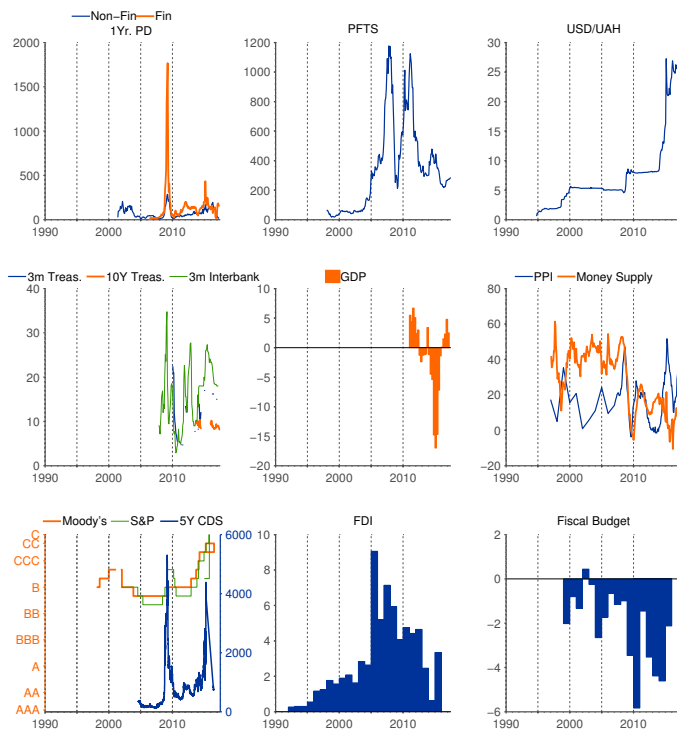 Non-Fin Fin
1Yr. PD
PFTS
USD/UAH
2000
1500
1000
500
0
1990 2000 2010
1200
1000
800
600
400
200
0
1990 2000 2010
30
25
20
15
10
5
0
1990 2000 2010
3m Treas. 10Y Treas. 3m Interbank
GDP
PPI Money Supply
40
30
20
10
0
1990 2000 2010
10
5
0
-5
-10
-15
-20
1990 2000 2010
80
60
40
20
0
-20
1990 2000 2010
Moody's S&P 5Y CDS
FDI
Fiscal Budget
C
CC
CCC
B
BB
BBB
A
AA
AAA
6000
4000
2000
0
1990 2000 2010
10
8
6
4
2
0
1990 2000 2010
2
0
-2
-4
-6
1990 2000 2010